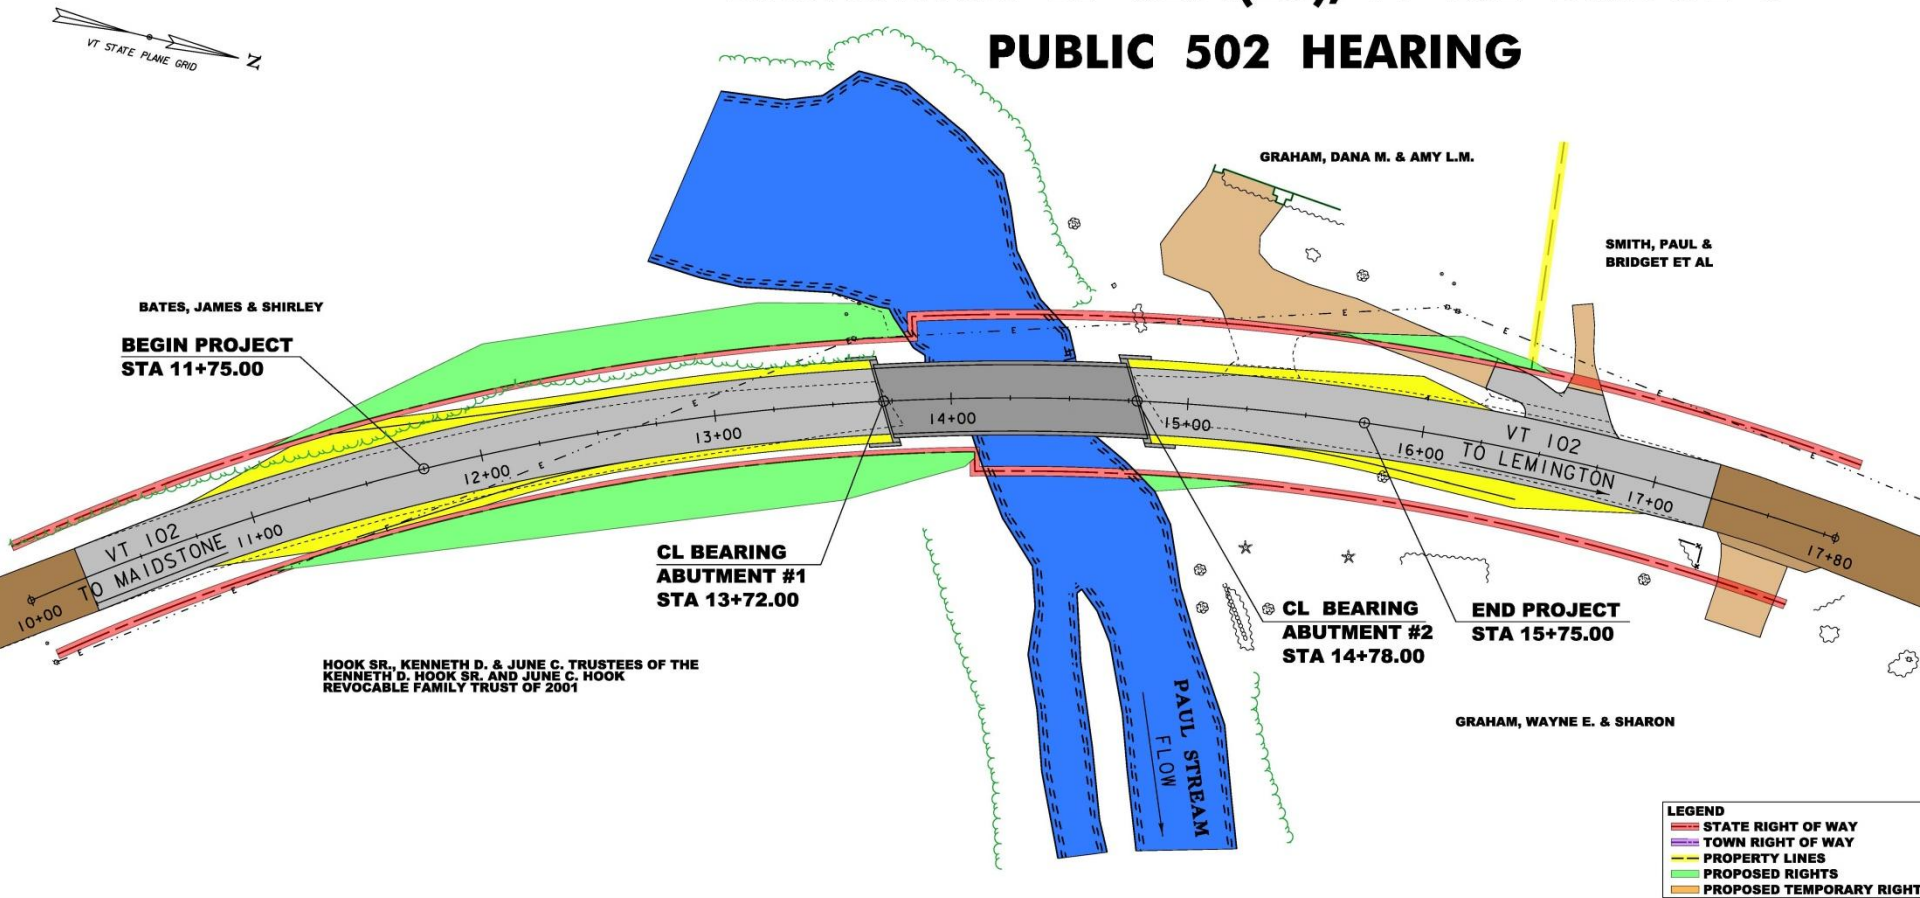 PUBLIC 502 HEARING
VT STATE PLANE GRID
N
GRAHAM, DANA M. & AMY L.M.
SMITH, PAUL &
BRIDGET ET AL
BATES, JAMES & SHIRLEY
BEGIN PROJECT
STA 11+75.00
E
E
E
E
E
E
E
E
E
E
14+00
15+00
13+00
12+00
11+00
10+00
16+00
17+00
17+80
VT 102
TO LEMINGTON
VT 102
TO MAIDSTONE
CL BEARING
ABUTMENT #1
STA 13+72.00
CL BEARING
ABUTMENT #2
STA 14+78.00
END PROJECT
STA 15+75.00
HOOK SR., KENNETH D. & JUNE C. TRUSTEES OF THE
KENNETH D. HOOK SR. AND JUNE C. HOOK
REVOCABLE FAMILY TRUST OF 2001
PAUL STREAM
FLOW
GRAHAM, WAYNE E. & SHARON
LEGEND
STATE RIGHT OF WAY
TOWN RIGHT OF WAY
PROPERTY LINES
PROPOSED RIGHTS
PROPOSED TEMPORARY RIGHT